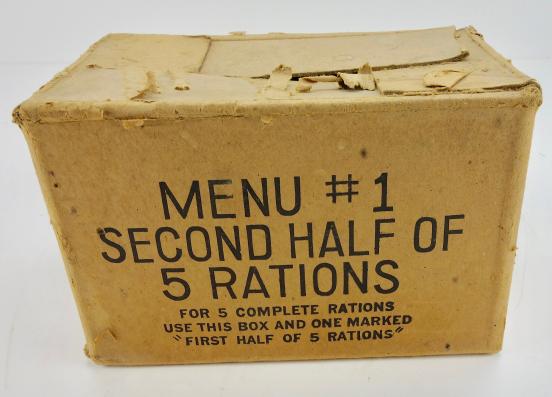 MENU #1
SECOND HALF OF
5 RATIONS
FOR 5 COMPLETE RATIONS
USE THIS BOX AND ONE MARKED
"FIRST HALF OF 5 RATIONS"